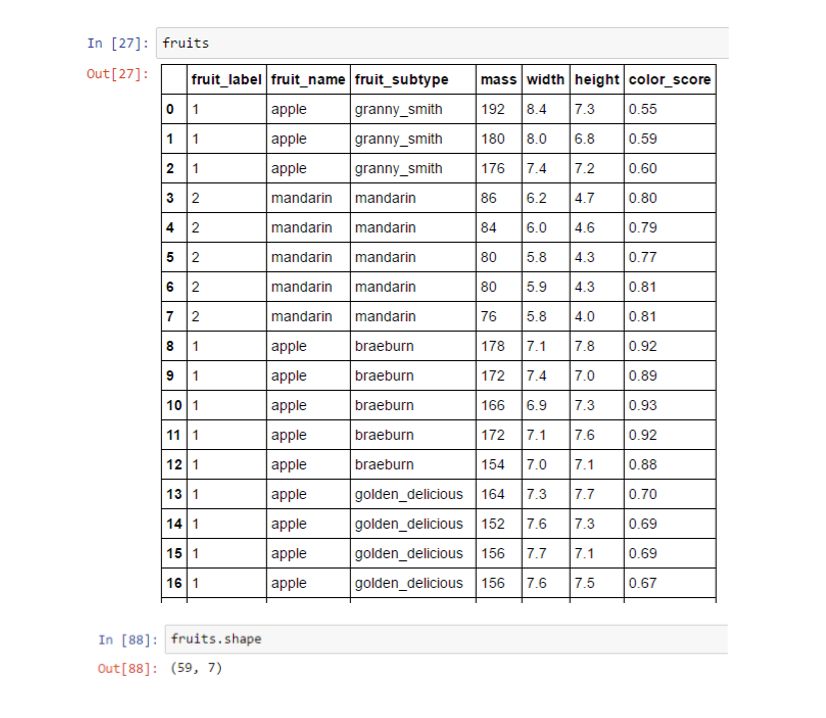 In [27]: fruits
Out[27]:
fruit_label fruit_name fruit_subtype mass width height color_score
0 1 apple granny_smith 192 8.4 7.3 0.55
1 1 apple granny_smith 180 8.0 6.8 0.59
2 1 apple granny_smith 176 7.4 7.2 0.60
3 2 mandarin mandarin 86 6.2 4.7 0.80
4 2 mandarin mandarin 84 6.0 4.6 0.79
5 2 mandarin mandarin 80 5.8 4.3 0.77
6 2 mandarin mandarin 80 5.9 4.3 0.81
7 2 mandarin mandarin 76 5.8 4.0 0.81
8 1 apple braeburn 178 7.1 7.8 0.92
9 1 apple braeburn 172 7.4 7.0 0.89
10 1 apple braeburn 166 6.9 7.3 0.93
11 1 apple braeburn 172 7.1 7.6 0.92
12 1 apple braeburn 154 7.0 7.1 0.88
13 1 apple golden_delicious 164 7.3 7.7 0.70
14 1 apple golden_delicious 152 7.6 7.3 0.69
15 1 apple golden_delicious 156 7.7 7.1 0.69
16 1 apple golden_delicious 156 7.6 7.5 0.67
In [88]: fruits.shape
Out[88]: (59, 7)